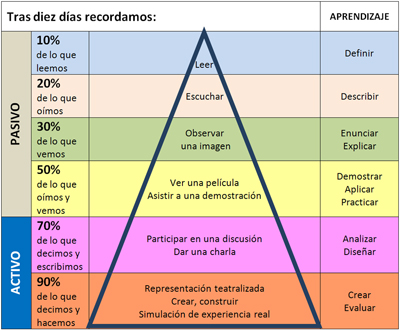 Tras diez días recordamos:
APRENDIZAJE
PASIVO
10%
de lo que
leemos
Leer
Definir
20%
de lo que
oímos
Escuchar
Describir
30%
de lo que
vemos
Observar
una imagen
Enunciar
Explicar
50%
de lo que
oímos y
vemos
Ver una película
Asistir a una demostración
Demostrar
Aplicar
Practicar
ACTIVO
70%
de lo que
decimos y
escribimos
Participar en una discusión
Dar una charla
Analizar
Diseñar
90%
de lo que
decimos y
hacemos
Representación teatralizada
Crear, construir
Simulación de experiencia real
Crear
Evaluar